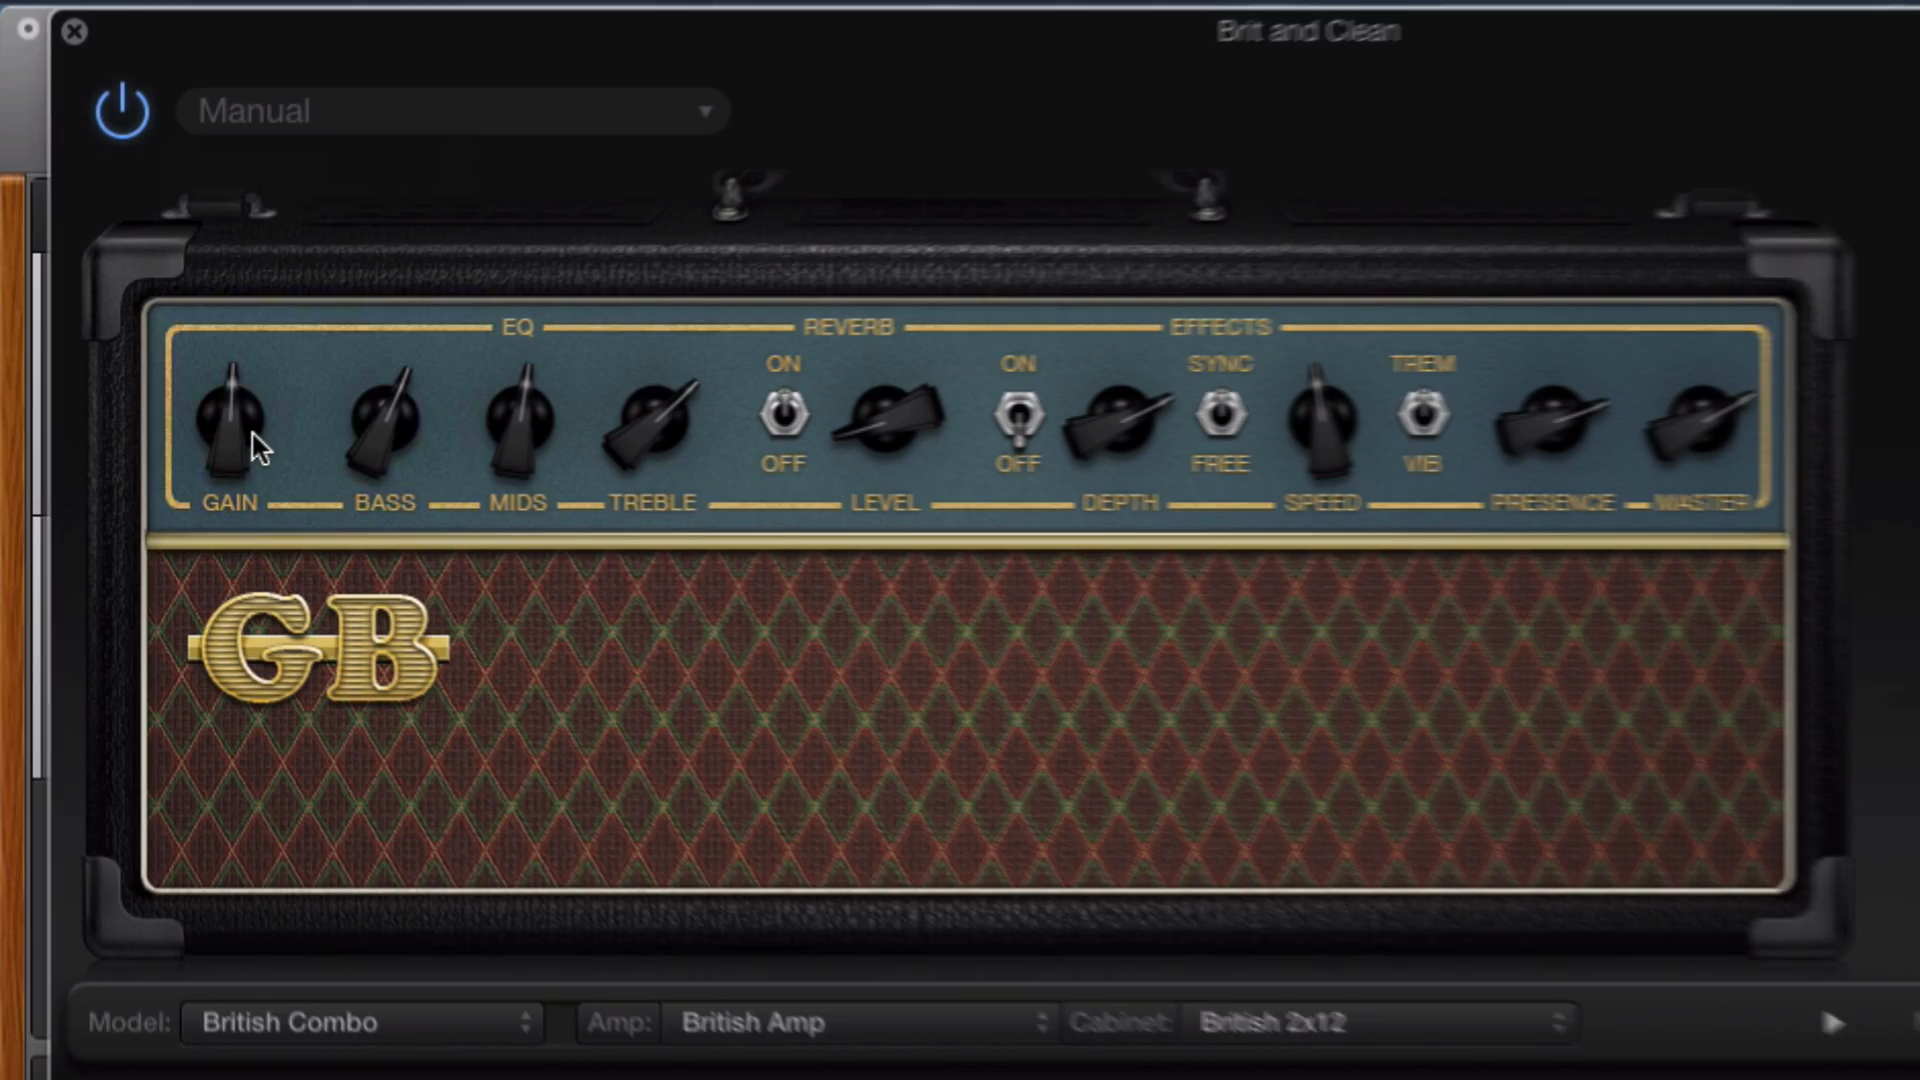 Brit and Clean
Manual
EQ REVERB EFFECTS
ON ON SYNC TREM
OFF OFF FREE VIB
GAIN BASS MIDS TREBLE LEVEL DEPTH SPEED PRESENCE MASTER
GB
Model: British Combo Amp: British Amp Cabinet: British 2x12